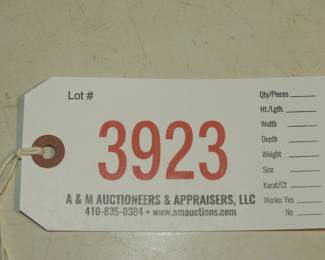 Lot #
3923
A & M AUCTIONEERS & APPRAISERS, LLC
410-835-0384 • www.amauctions.com
Qty/Pieces
Ht./Lgth.
Width
Depth
Weight
Size
Karat/Ct
Works: Yes
No